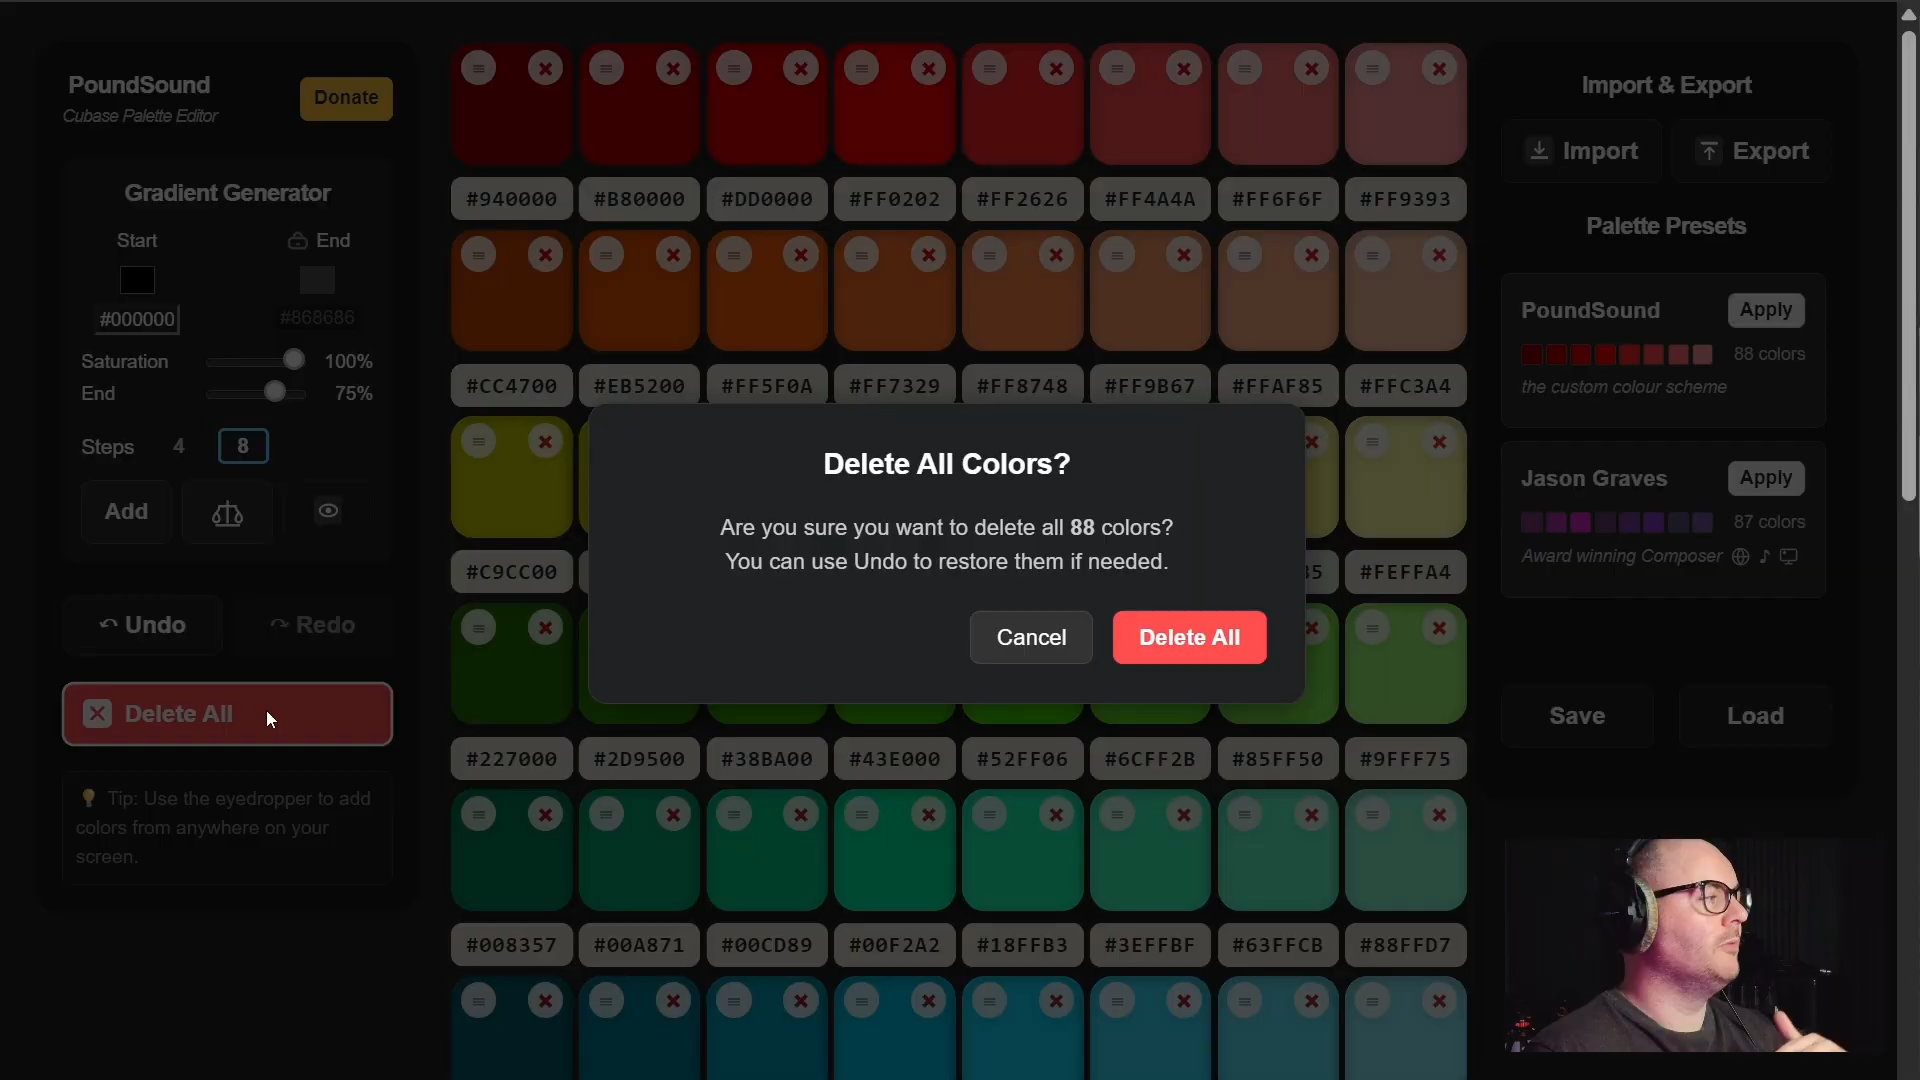 PoundSound
Cubase Palette Editor
Donate
Gradient Generator
Start
End
#000000
#868686
Saturation
100%
End
75%
Steps
4
8
Add
Undo
Redo
Delete All
Tip: Use the eyedropper to add
colors from anywhere on your
screen.
#940000 #B80000 #DD0000 #FF0202 #FF2626 #FF4A4A #FF6F6F #FF9393
#CC4700 #EB5200 #FF5F0A #FF7329 #FF8748 #FF9B67 #FFAF85 #FFC3A4
#C9CC00 #FEFFA4
#227000 #2D9500 #38BA00 #43E000 #52FF06 #6CFF2B #85FF50 #9FFF75
#008357 #00A871 #00CD89 #00F2A2 #18FFB3 #3EFFBF #63FFCB #88FFD7
Delete All Colors?
Are you sure you want to delete all 88 colors?
You can use Undo to restore them if needed.
Cancel
Delete All
Import & Export
Import
Export
Palette Presets
PoundSound
Apply
88 colors
the custom colour scheme
Jason Graves
Apply
87 colors
Award winning Composer
Save
Load